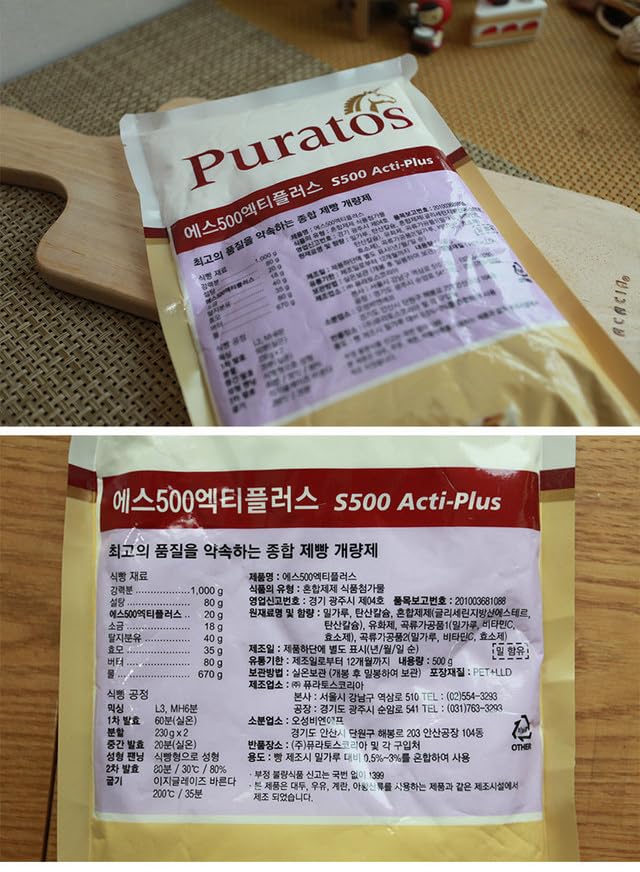 Puratos
에스500엑티플러스 S500 Acti-Plus
최고의 품질을 약속하는 종합 제빵 개량제
에스500엑티플러스 S500 Acti-Plus
최고의 품질을 약속하는 종합 제빵 개량제
식빵 재료
강력분 1,000 g
설탕 80 g
에스500엑티플러스 20 g
소금 18 g
탈지분유 40 g
효모 35 g
버터 80 g
물 670 g
식빵 공정
믹싱 L3, MH6분
1차 발효 60분(실온)
분할 230 g x 2
중간 발효 20분(실온)
성형 팬닝 식빵형으로 성형
2차 발효 80분 / 30℃ / 80%
굽기 이지글레이즈 바른다
200℃ / 35분
제품명 : 에스500엑티플러스
식품의 유형 : 혼합제제 식품첨가물
영업신고번호 : 경기 광주시 제04호 품목보고번호 : 201003681088
원재료명 및 함량 : 밀가루, 탄산칼슘, 혼합제제(글리세린지방산에스테르,
탄산칼슘), 유화제, 곡류가공품1(밀가루, 비타민C,
효소제), 곡류가공품2(밀가루, 비타민C, 효소제)
밀 함유
제조일 : 제품하단에 별도 표시(년/월/일 순)
유통기한 : 제조일로부터 12개월까지 내용량 : 500 g
보관방법 : 실온보관 (개봉 후 밀봉하여 보관) 포장재질 : PET+LLD
제조업소 : ㈜ 퓨라토스코리아
본사 : 서울시 강남구 역삼로 510 TEL : (02)554-3293
공장 : 경기도 광주시 순암로 541 TEL : (031)763-3293
소분업소 : 오성비엔에프
경기도 안산시 단원구 해봉로 203 안산공장 104동
반품장소 : (주)퓨라토스코리아 및 각 구입처
용도 : 빵 제조시 밀가루 대비 0.5%~3%를 혼합하여 사용
OTHER
· 부정 불량식품 신고는 국번 없이 1399
· 본 제품은 대두, 우유, 계란, 아황산류를 사용하는 제품과 같은 제조시설에서
제조 되었습니다.